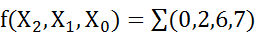 f(X₂,X₁,X₀) = ∑(0,2,6,7)